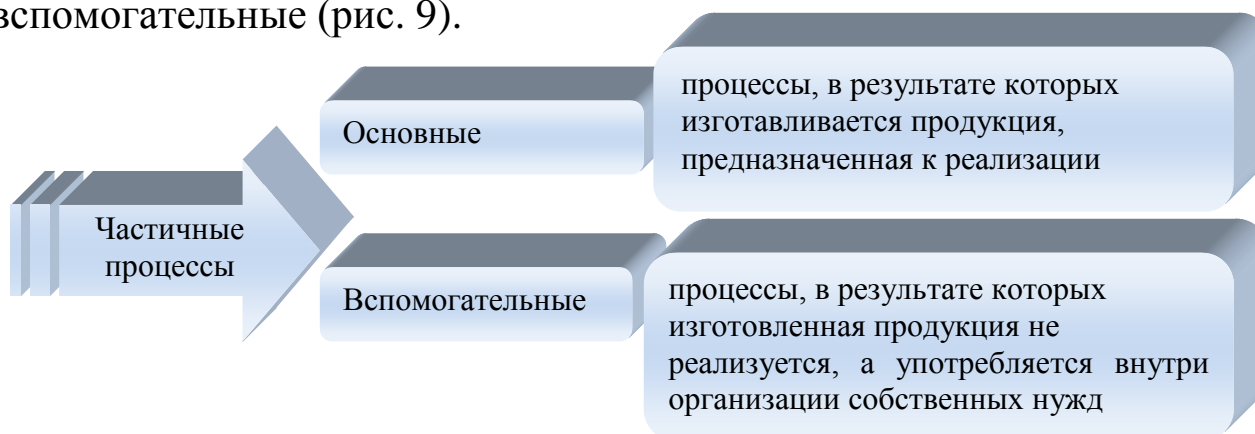 вспомогательные (рис. 9).
Частичные
процессы
Основные
процессы, в результате которых
изготавливается продукция,
предназначенная к реализации
Вспомогательные
процессы, в результате которых
изготовленная продукция не
реализуется, а употребляется внутри
организации собственных нужд